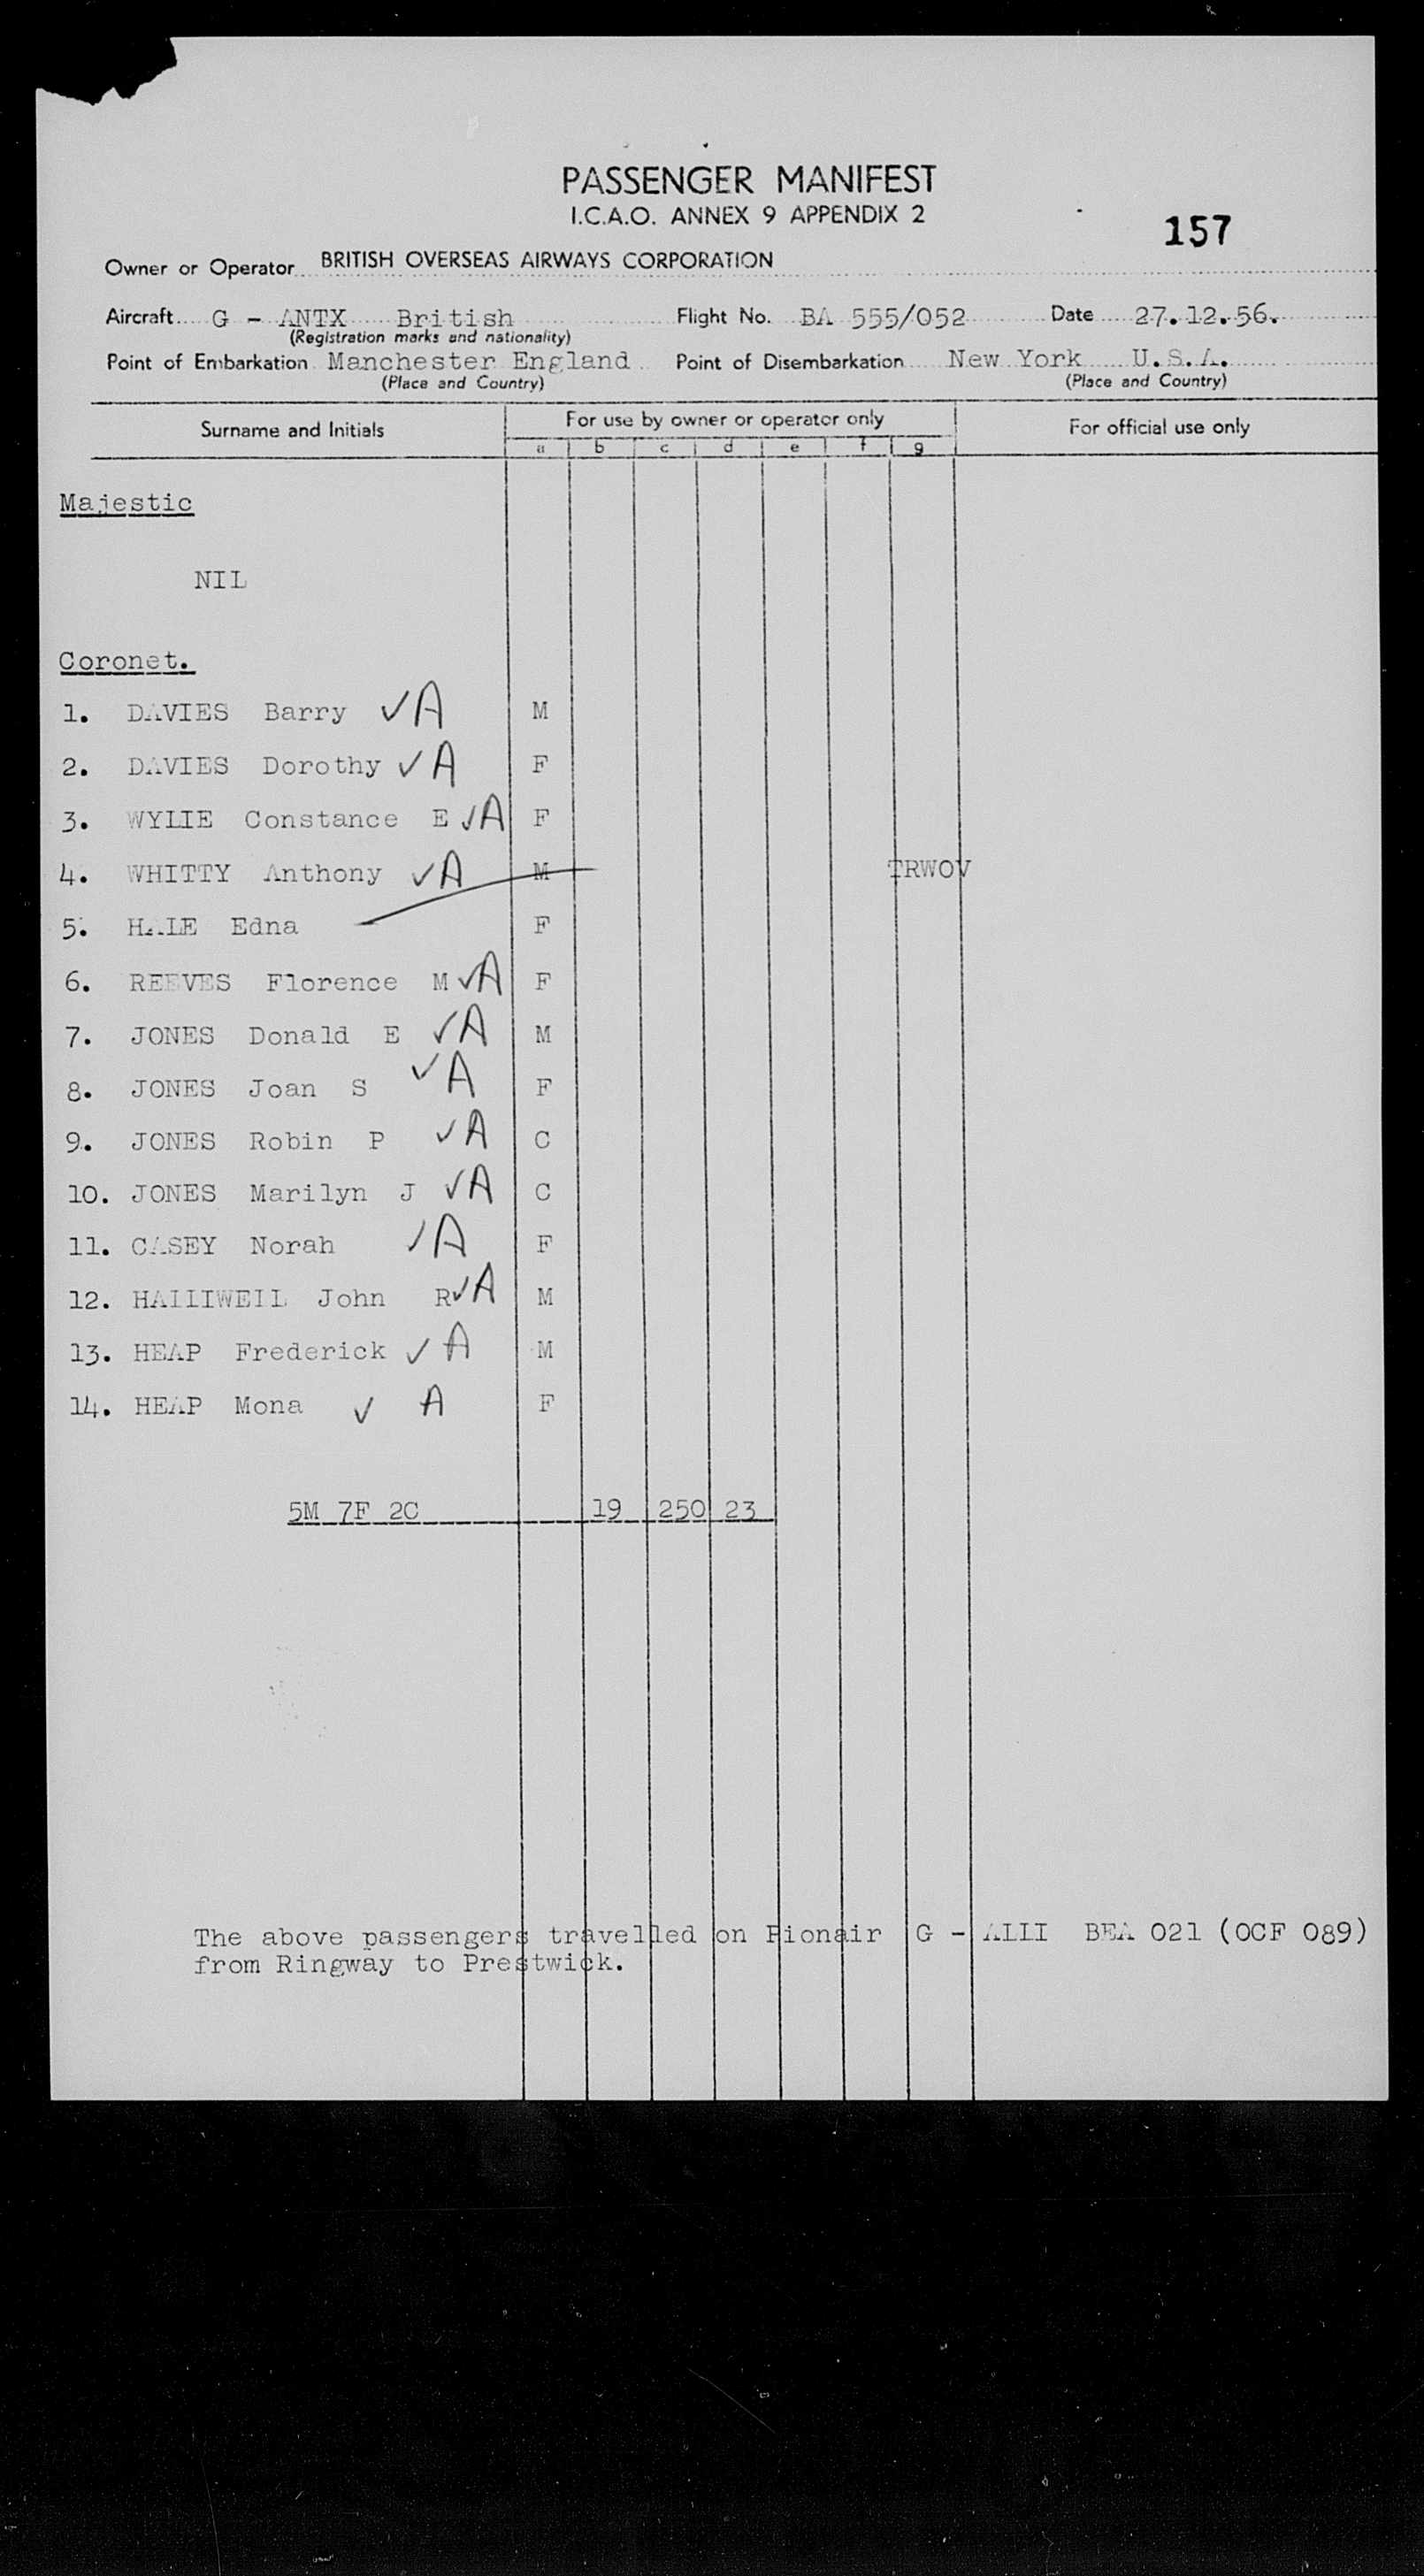 PASSENGER MANIFEST
I.C.A.O. ANNEX 9 APPENDIX 2
157
Owner or Operator BRITISH OVERSEAS AIRWAYS CORPORATION
Aircraft G - ANTX British Flight No. BA 555/052 Date 27.12.56.
(Registration marks and nationality)
Point of Embarkation Manchester England Point of Disembarkation New York U.S.A.
(Place and Country) (Place and Country)
Surname and Initials For use by owner or operator only For official use only
a b c d e f g
Majestic
NIL
Coronet.
1. DAVIES Barry ✓ A M
2. DAVIES Dorothy ✓ A F
3. WYLIE Constance E ✓ A F
4. WHITTY Anthony ✓ A M TRWOV
5. HALE Edna F
6. REEVES Florence M ✓ A F
7. JONES Donald E ✓ A M
8. JONES Joan S ✓ A F
9. JONES Robin P ✓ A C
10. JONES Marilyn J ✓ A C
11. CASEY Norah ✓ A F
12. HALLIWELL John R ✓ A M
13. HEAP Frederick ✓ A M
14. HEAP Mona ✓ A F
5M 7F 2C 19 250 23
The above passengers travelled on Pionair G - ALLI BEA 021 (OCF 089)
from Ringway to Prestwick.